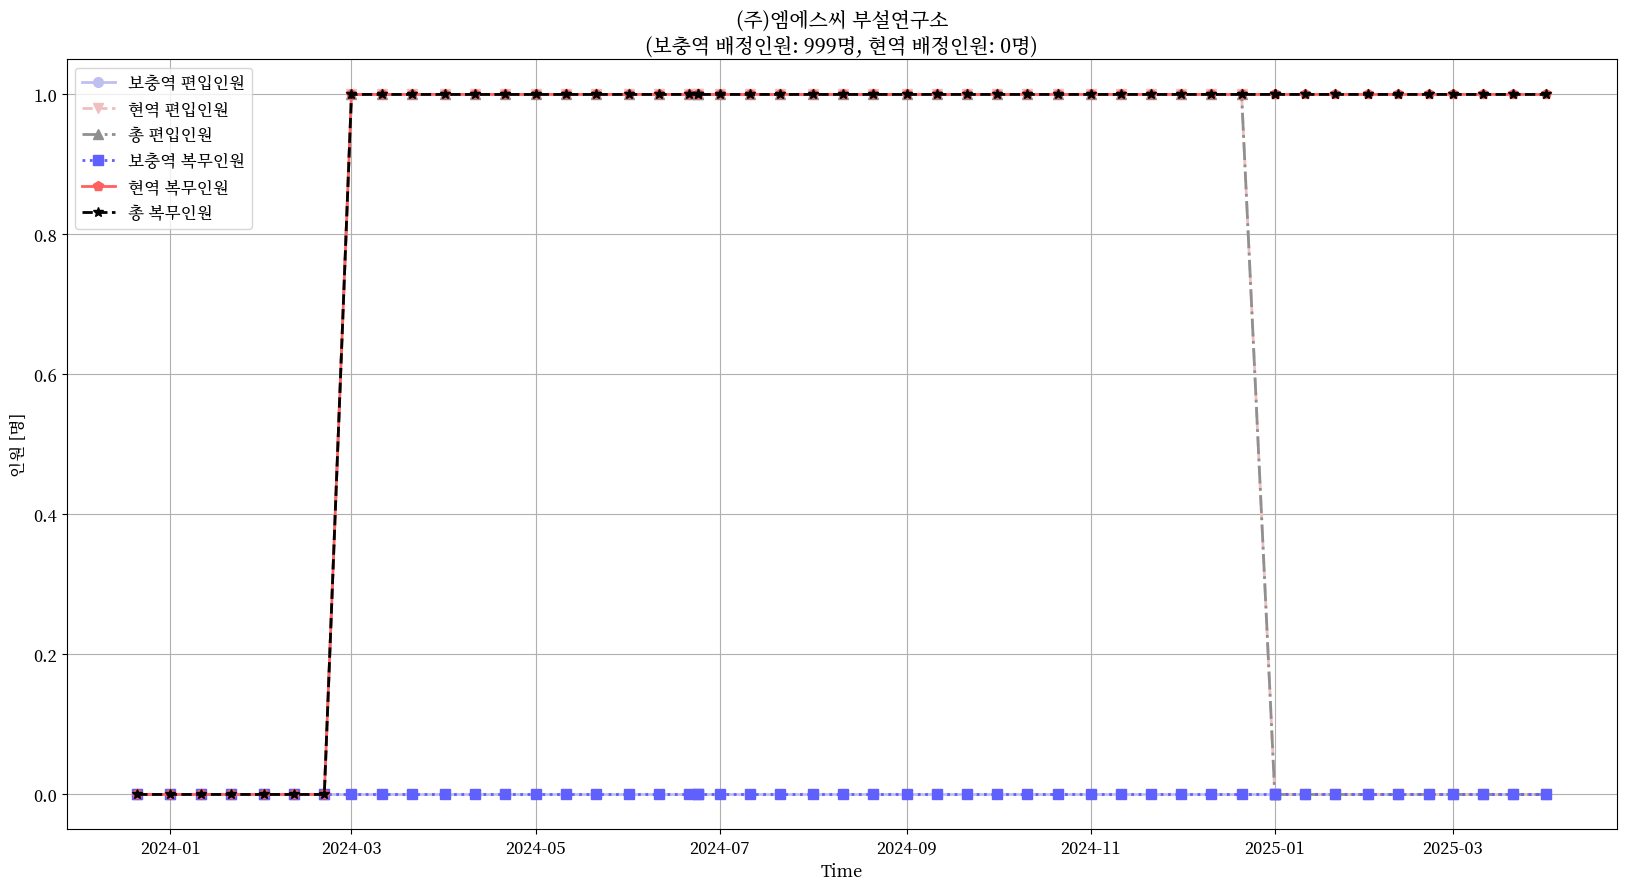 (주)엠에스씨 부설연구소
(보충역 배정인원: 999명, 현역 배정인원: 0명)
보충역 편입인원
현역 편입인원
총 편입인원
보충역 복무인원
현역 복무인원
총 복무인원
인원 [명]
1.0
0.8
0.6
0.4
0.2
0.0
2024-01 2024-03 2024-05 2024-07 2024-09 2024-11 2025-01 2025-03
Time